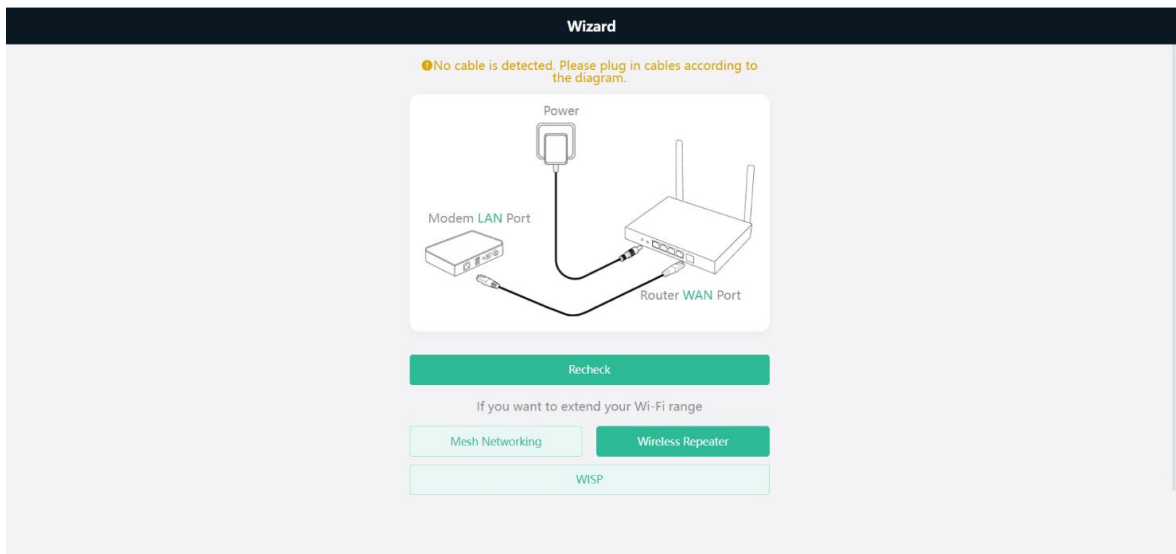 Wizard
No cable is detected. Please plug in cables according to
the diagram.
Power
Modem LAN Port
Router WAN Port
Recheck
If you want to extend your Wi-Fi range
Mesh Networking
Wireless Repeater
WISP